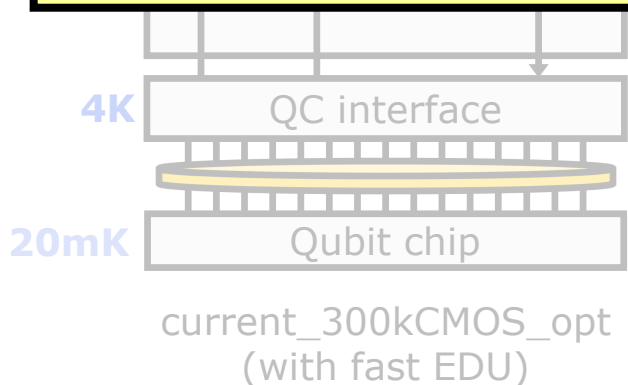 4K
QC interface
20mK
Qubit chip
current_300kCMOS_opt
(with fast EDU)